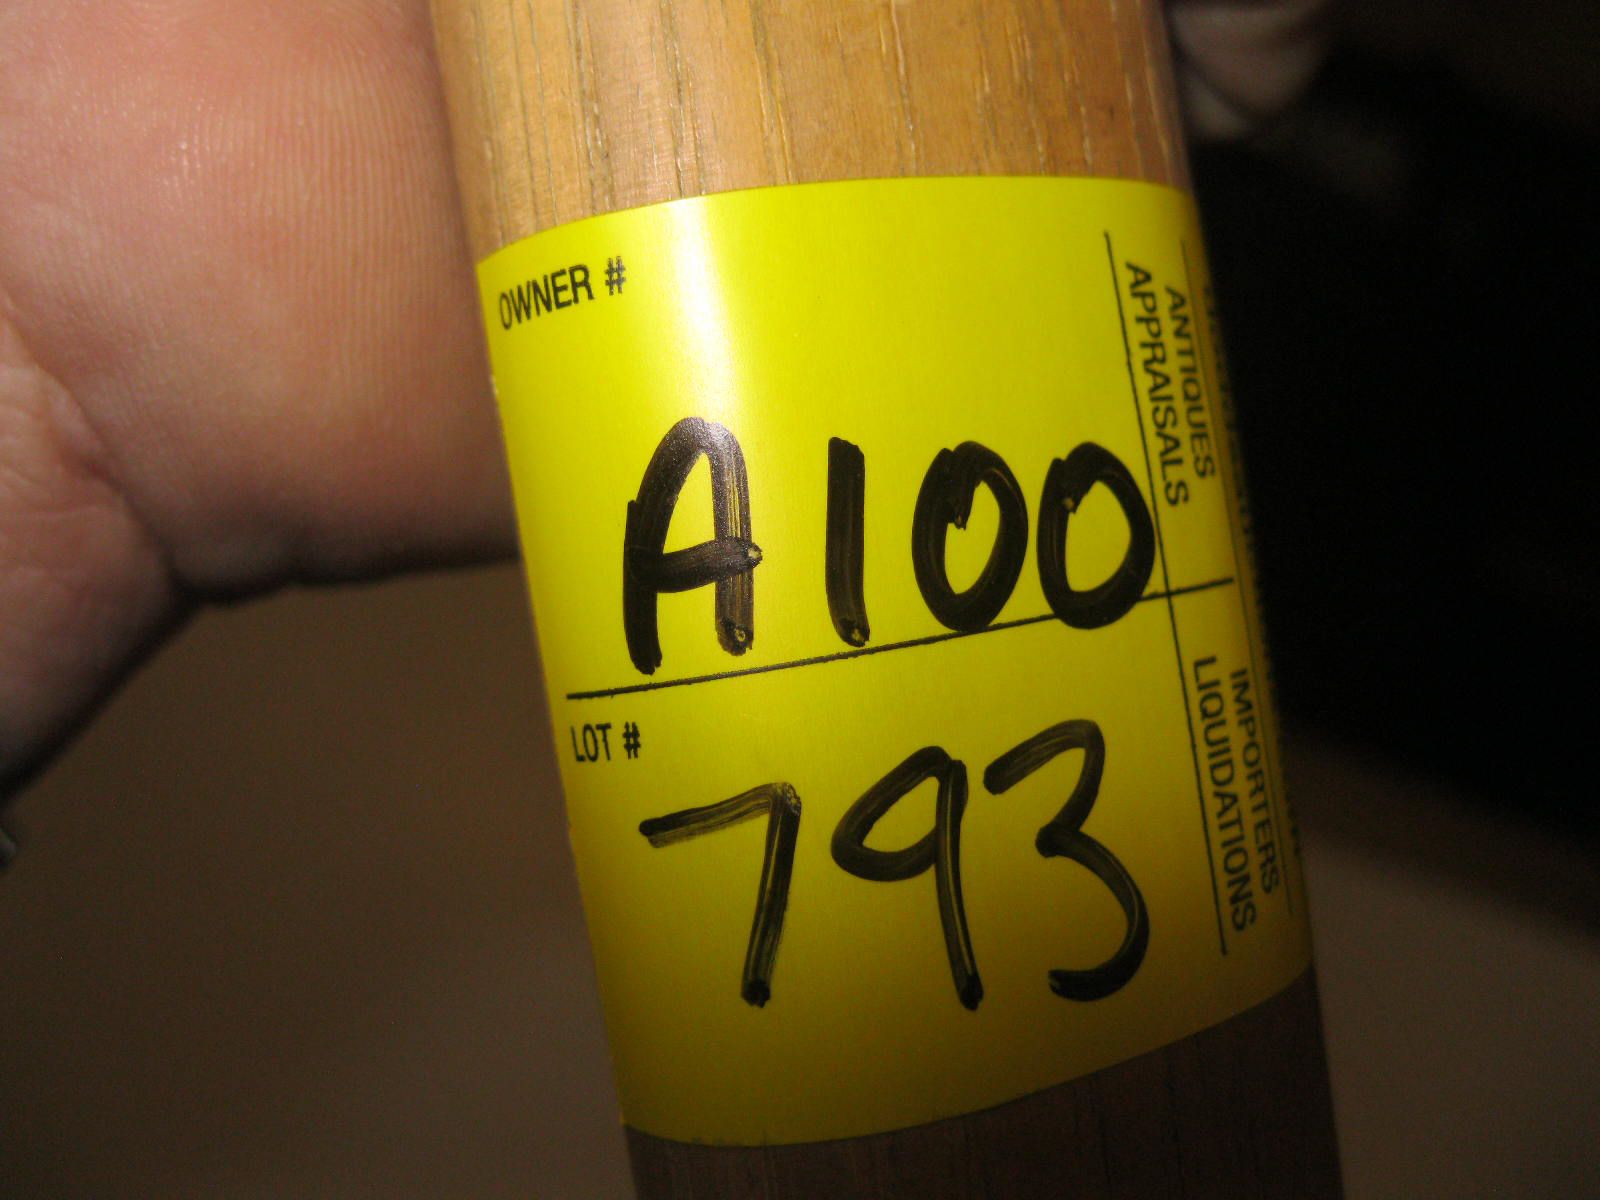 OWNER #
A100
LOT #
793
ANTIQUES
APPRAISALS
IMPORTERS
LIQUIDATIONS